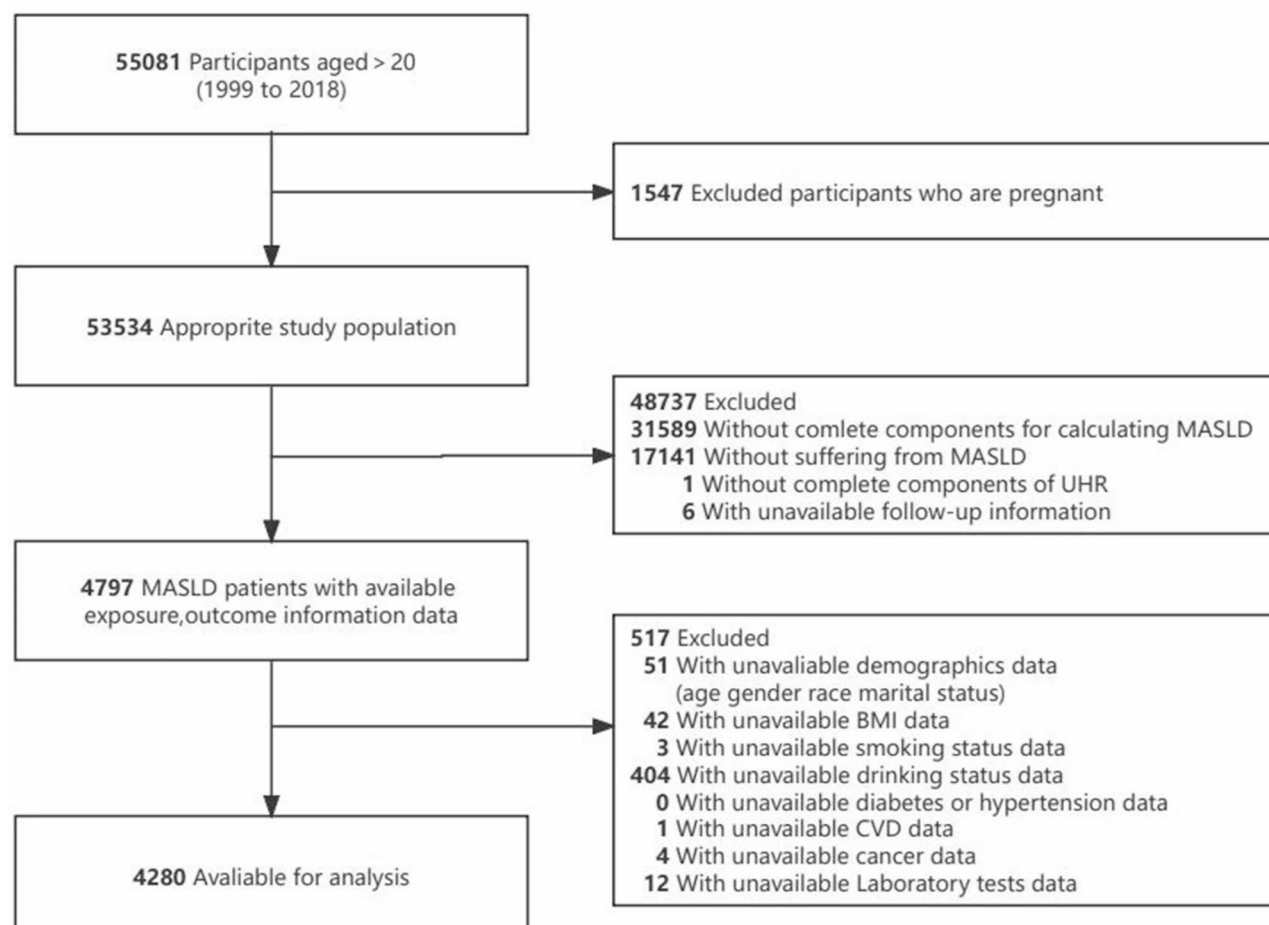 55081 Participants aged > 20
(1999 to 2018)
1547 Excluded participants who are pregnant
53534 Approprite study population
48737 Excluded
31589 Without comlete components for calculating MASLD
17141 Without suffering from MASLD
1 Without complete components of UHR
6 With unavailable follow-up information
4797 MASLD patients with available
exposure,outcome information data
517 Excluded
51 With unavaliable demographics data
(age gender race marital status)
42 With unavailable BMI data
3 With unavailable smoking status data
404 With unavailable drinking status data
0 With unavailable diabetes or hypertension data
1 With unavailable CVD data
4 With unavailable cancer data
12 With unavailable Laboratory tests data
4280 Avaliable for analysis